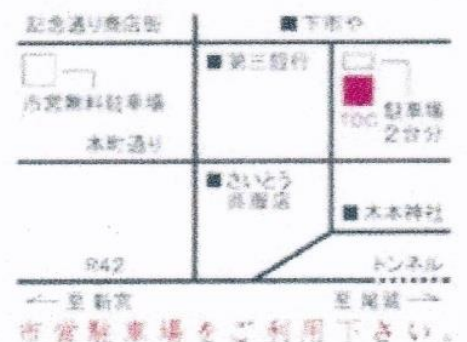 記念通り商店街
■下市や
■第三銀行
市営無料駐車場
TOC
駐車場
2台分
本町通り
■さいとう
呉服店
■木本神社
R42
トンネル
←至新宮
至尾鷲→
市営駐車場をご利用下さい。